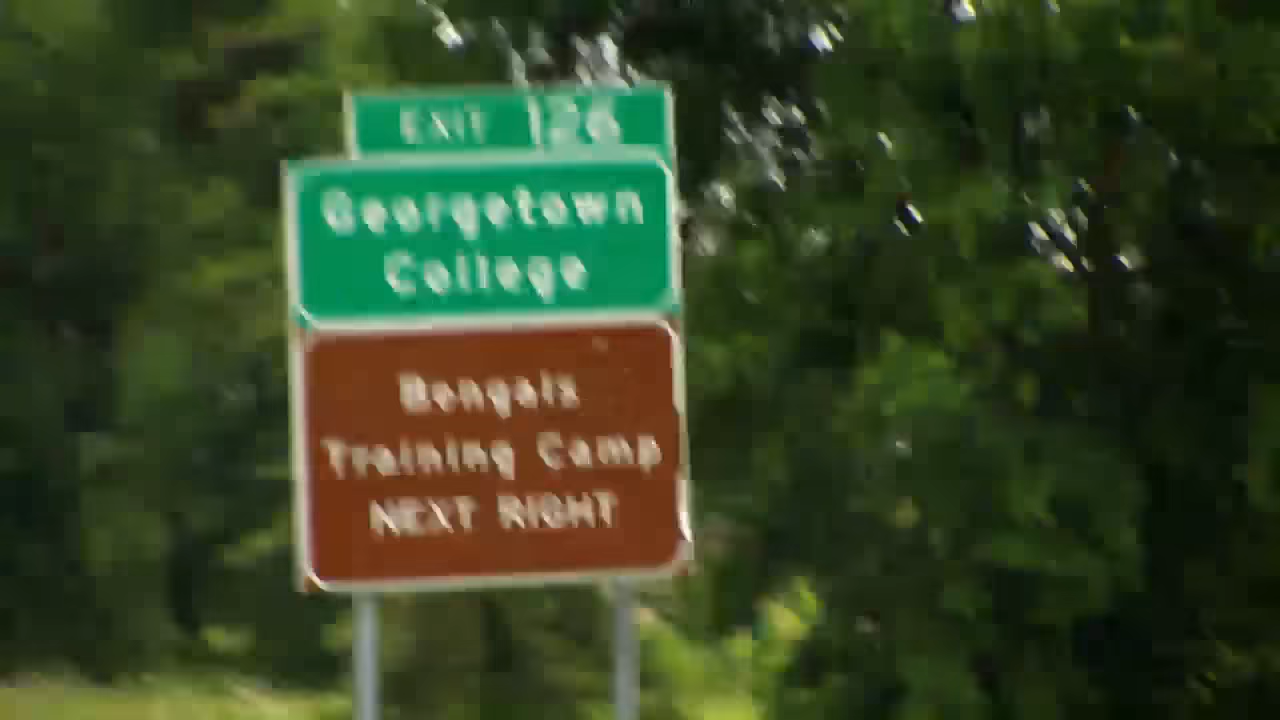 EXIT 126
Georgetown
College
Bengals
Training Camp
NEXT RIGHT